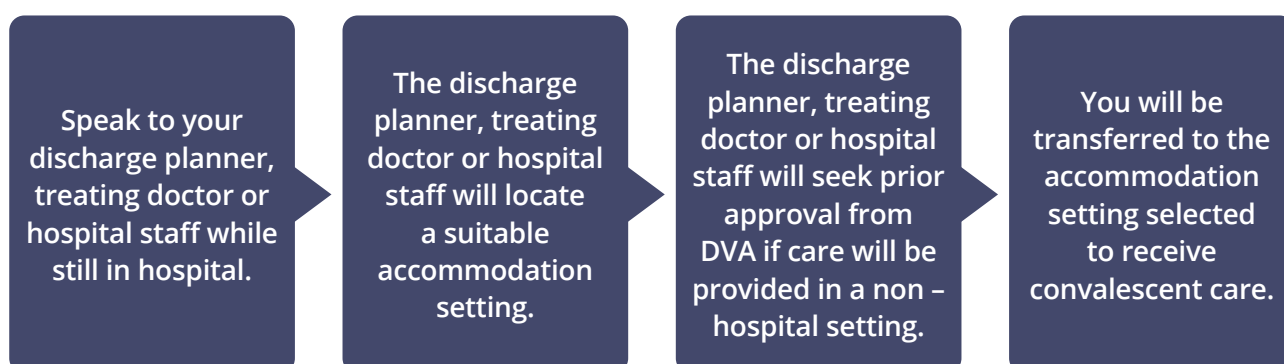 Speak to your
discharge planner,
treating doctor or
hospital staff while
still in hospital.
The discharge
planner, treating
doctor or hospital
staff will locate
a suitable
accommodation
setting.
The discharge
planner, treating
doctor or hospital
staff will seek prior
approval from
DVA if care will be
provided in a non –
hospital setting.
You will be
transferred to the
accommodation
setting selected
to receive
convalescent care.